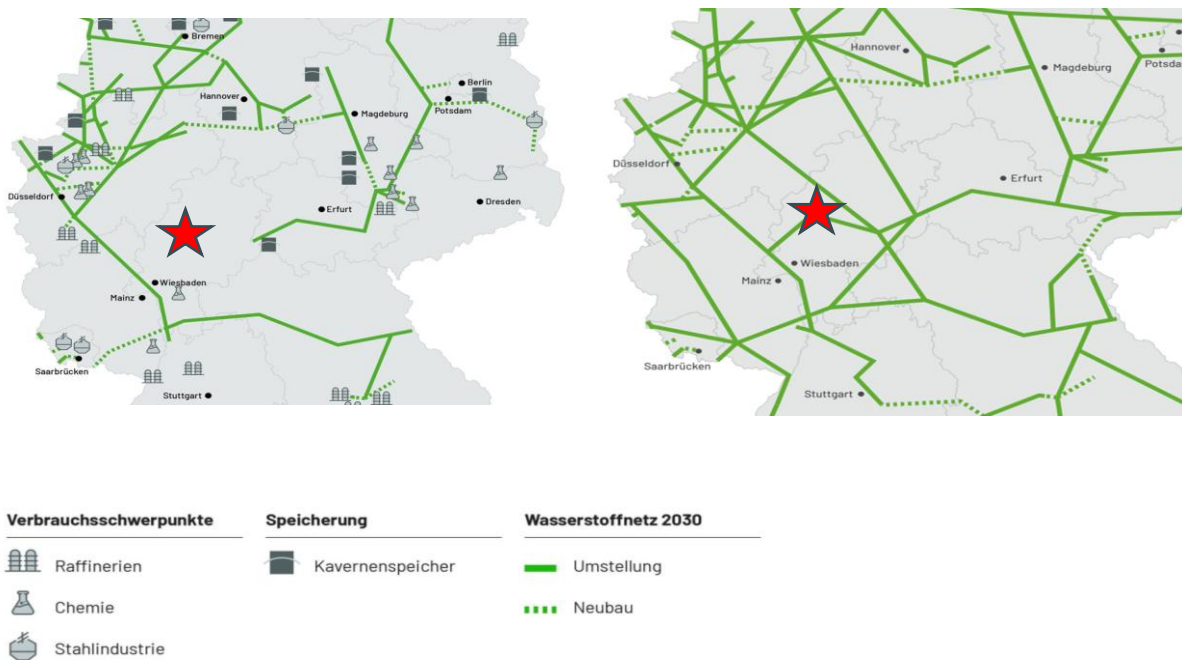 Bremen
Berlin
Hannover
Potsdam
Magdeburg
Düsseldorf
Erfurt
Dresden
Wiesbaden
Mainz
Saarbrücken
Stuttgart
Hannover
Magdeburg
Potsda
Düsseldorf
Erfurt
Wiesbaden
Mainz
Saarbrücken
Stuttgart
Verbrauchsschwerpunkte
Raffinerien
Chemie
Stahlindustrie
Speicherung
Kavernenspeicher
Wasserstoffnetz 2030
Umstellung
Neubau